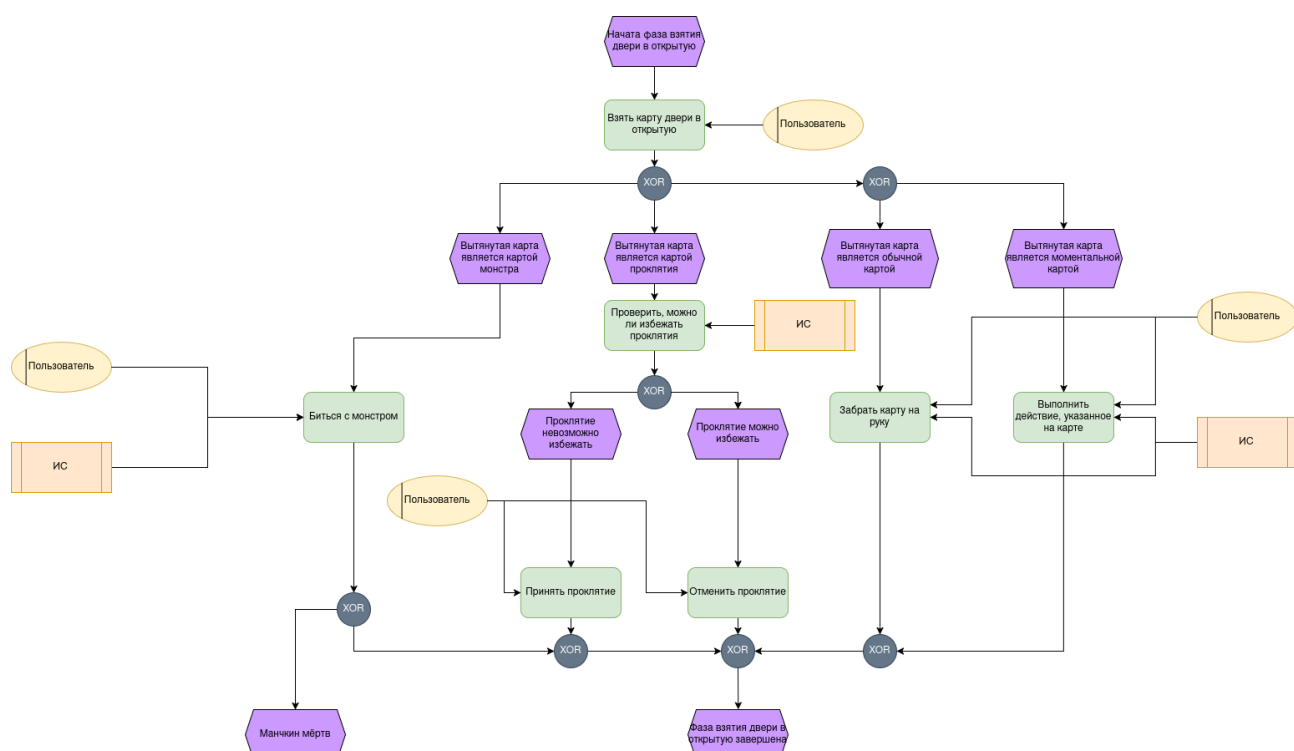 Начата фаза взятия
двери в открытую
Взять карту двери в
открытую
Пользователь
XOR
XOR
Вытянутая карта
является картой
монстра
Вытянутая карта
является картой
проклятия
Вытянутая карта
является обычной
картой
Вытянутая карта
является моментальной
картой
Проверить, можно
ли избежать
проклятия
ИС
Пользователь
Пользователь
XOR
Биться с монстром
Проклятие
невозможно
избежать
Проклятие можно
избежать
Забрать карту на
руку
Выполнить
действие, указанное
на карте
ИС
ИС
Пользователь
Принять проклятие
Отменить проклятие
XOR
XOR
XOR
XOR
Манчкин мёртв
Фаза взятия двери в
открытую завершена